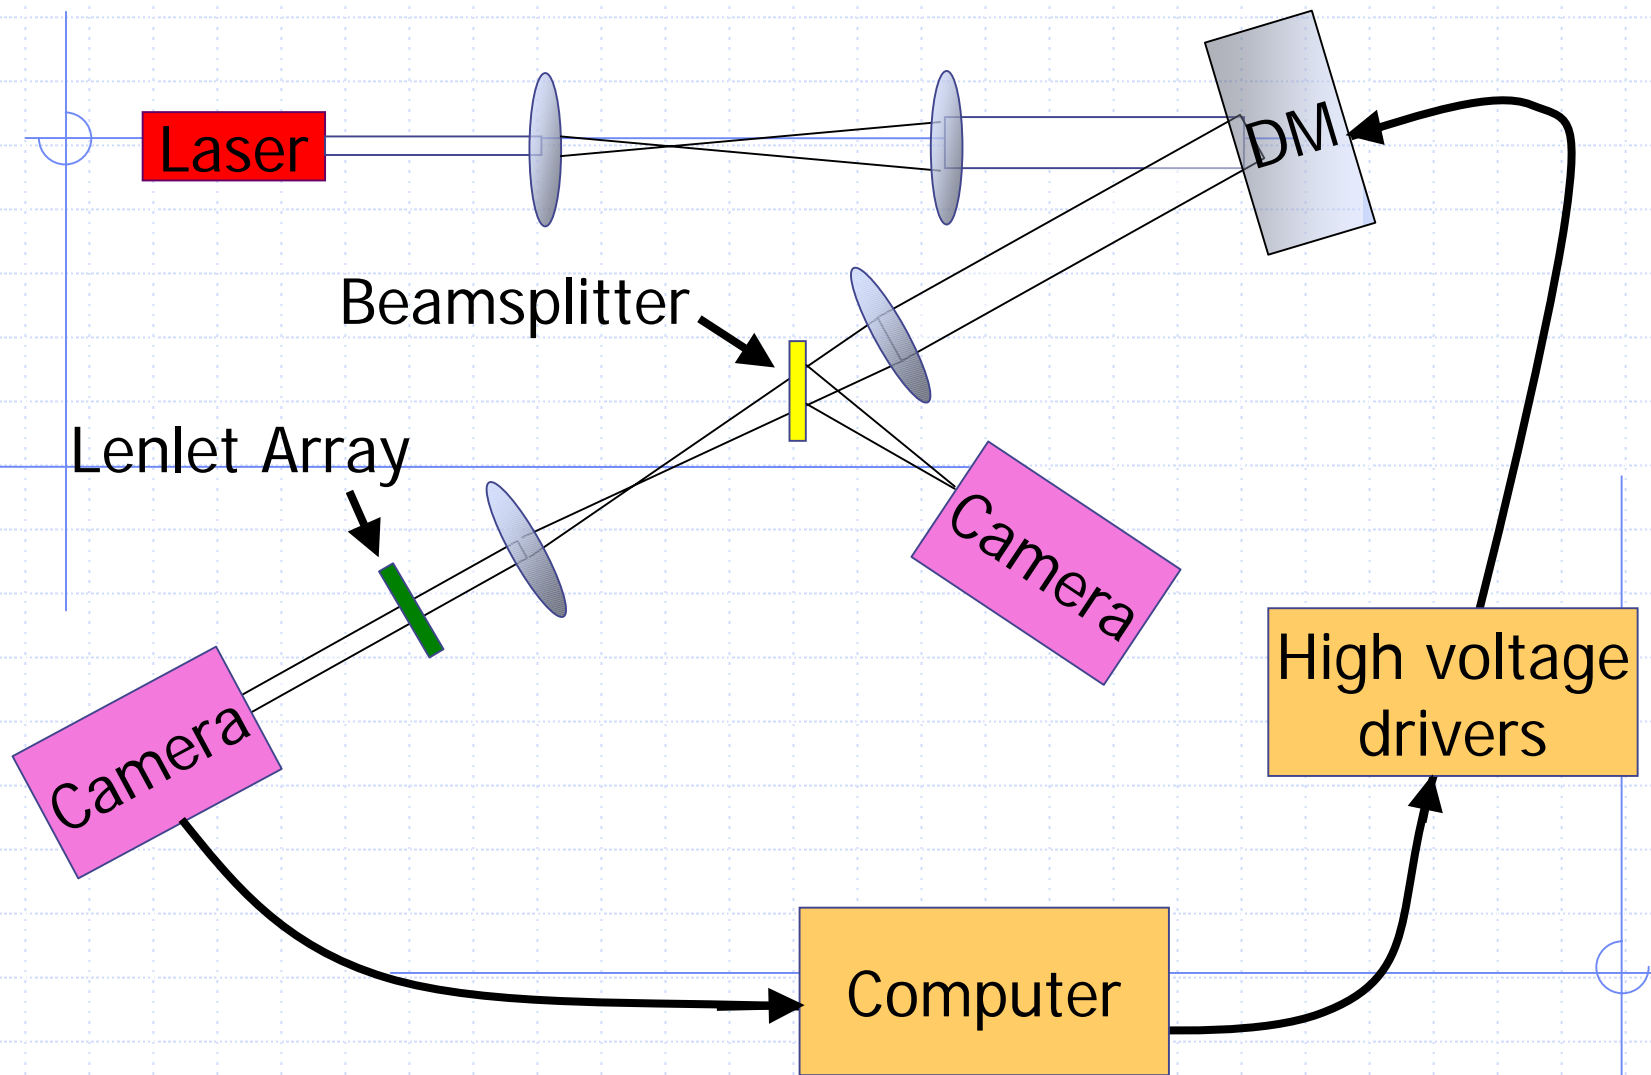 Laser
DM
Beamsplitter
Lenlet Array
Camera
Camera
High voltage
drivers
Computer